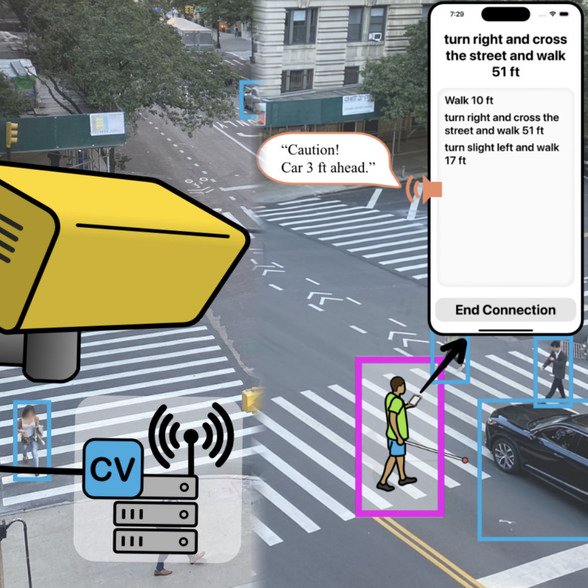 7:29
turn right and cross
the street and walk
51 ft
Walk 10 ft
turn right and cross the
street and walk 51 ft
turn slight left and walk
17 ft
“Caution!
Car 3 ft ahead.”
End Connection
CV